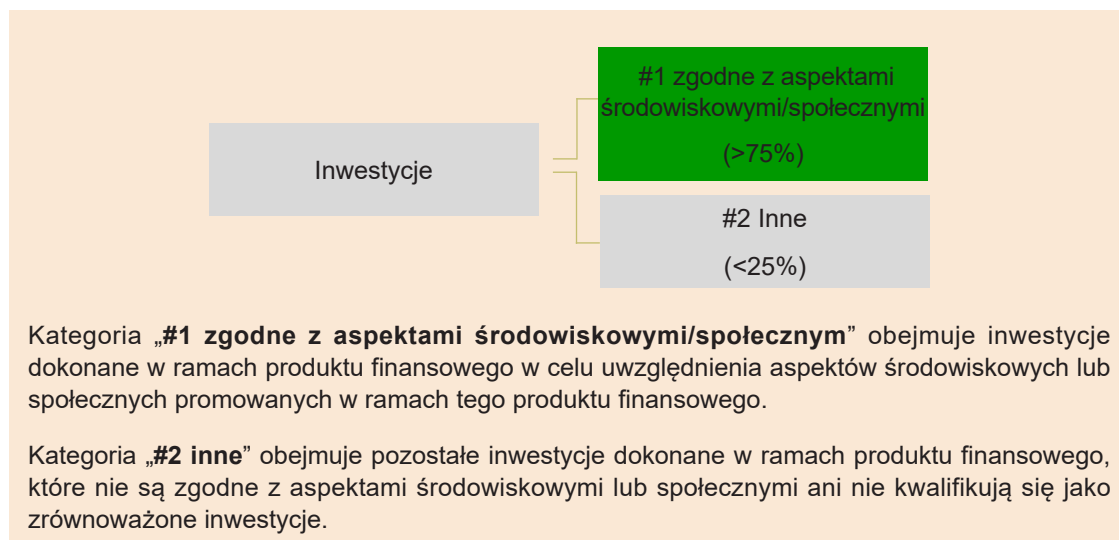 #1 zgodne z aspektami
środowiskowymi/społecznymi
(>75%)
Inwestycje
#2 Inne
(<25%)
Kategoria „#1 zgodne z aspektami środowiskowymi/społecznym” obejmuje inwestycje
dokonane w ramach produktu finansowego w celu uwzględnienia aspektów środowiskowych lub
społecznych promowanych w ramach tego produktu finansowego.
Kategoria „#2 inne” obejmuje pozostałe inwestycje dokonane w ramach produktu finansowego,
które nie są zgodne z aspektami środowiskowymi lub społecznymi ani nie kwalifikują się jako
zrównoważone inwestycje.